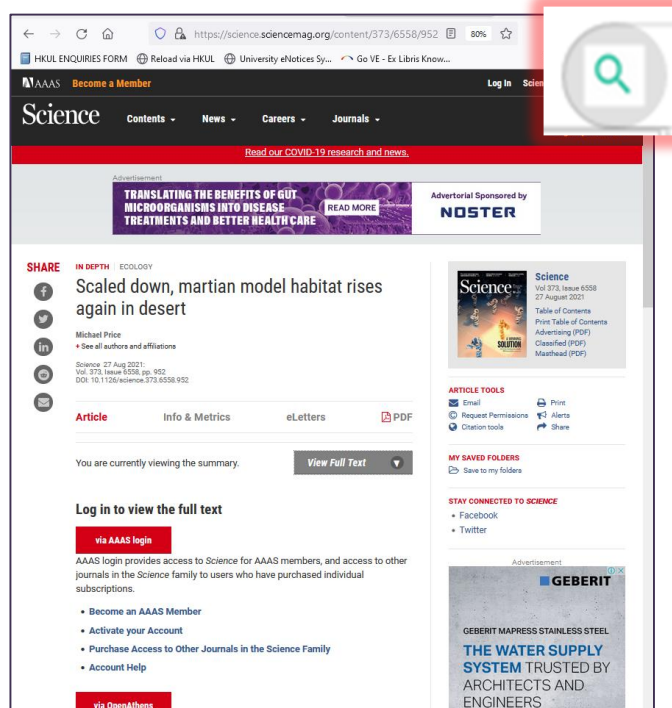 https://science.sciencemag.org/content/373/6558/952 80%
HKUL ENQUIRIES FORM Reload via HKUL University eNotices Sy... Go VE - Ex Libris Know...
AAAS Become a Member Log In
Science Contents News Careers Journals
Read our COVID-19 research and news.
Advertisement
TRANSLATING THE BENEFITS OF GUT
MICROORGANISMS INTO DISEASE
TREATMENTS AND BETTER HEALTH CARE
READ MORE
Advertorial Sponsored by
NOSTER
SHARE
IN DEPTH ECOLOGY
Scaled down, martian model habitat rises
again in desert
Michael Price
+ See all authors and affiliations
Science 27 Aug 2021:
Vol. 373, Issue 6558, pp. 952
DOI: 10.1126/science.373.6558.952
Article Info & Metrics eLetters PDF
You are currently viewing the summary. View Full Text
Log in to view the full text
via AAAS login
AAAS login provides access to Science for AAAS members, and access to other
journals in the Science family to users who have purchased individual
subscriptions.
• Become an AAAS Member
• Activate your Account
• Purchase Access to Other Journals in the Science Family
• Account Help
via OpenAthens
Science
SOLUTION
Science
Vol 373, Issue 6558
27 August 2021
Table of Contents
Print Table of Contents
Advertising (PDF)
Classified (PDF)
Masthead (PDF)
ARTICLE TOOLS
Email Print
Request Permissions Alerts
Citation tools Share
MY SAVED FOLDERS
Save to my folders
STAY CONNECTED TO SCIENCE
• Facebook
• Twitter
Advertisement
GEBERIT
GEBERIT MAPRESS STAINLESS STEEL
THE WATER SUPPLY
SYSTEM TRUSTED BY
ARCHITECTS AND
ENGINEERS